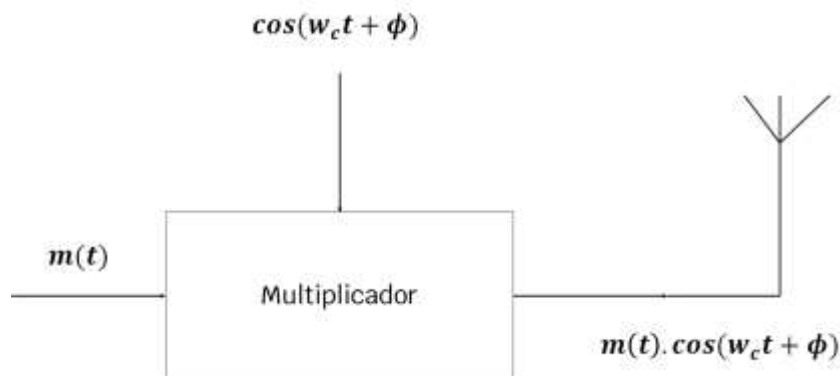 cos(w_c t + ϕ)
m(t)
Multiplicador
m(t).cos(w_c t + ϕ)